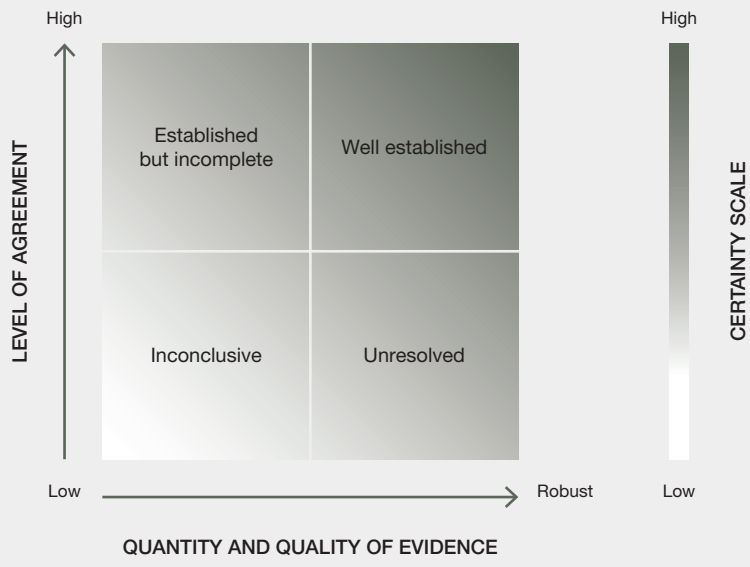 High
High
LEVEL OF AGREEMENT
Established
but incomplete
Well established
Inconclusive
Unresolved
CERTAINTY SCALE
Low
Robust
Low
QUANTITY AND QUALITY OF EVIDENCE